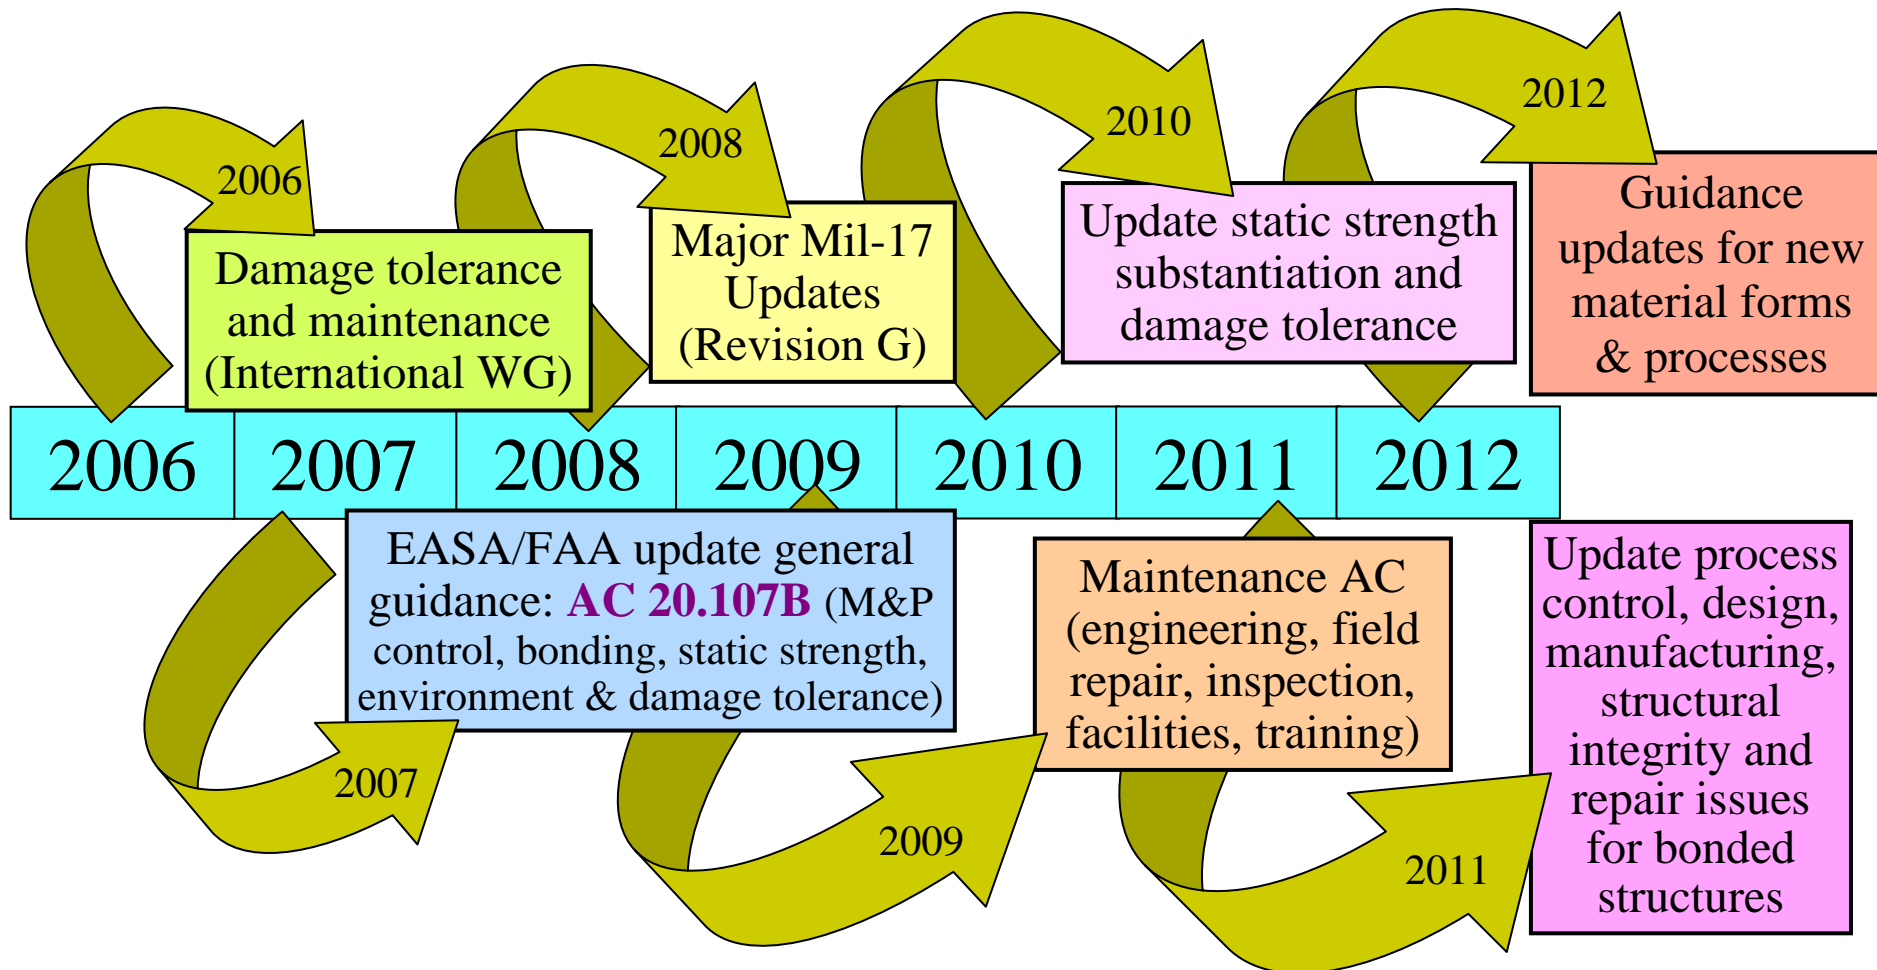 2006
Damage tolerance
and maintenance
(International WG)
2008
Major Mil-17
Updates
(Revision G)
2010
Update static strength
substantiation and
damage tolerance
2012
Guidance
updates for new
material forms
& processes
2006 2007 2008 2009 2010 2011 2012
2007
EASA/FAA update general
guidance: AC 20.107B (M&P
control, bonding, static strength,
environment & damage tolerance)
2009
Maintenance AC
(engineering, field
repair, inspection,
facilities, training)
2011
Update process
control, design,
manufacturing,
structural
integrity and
repair issues
for bonded
structures